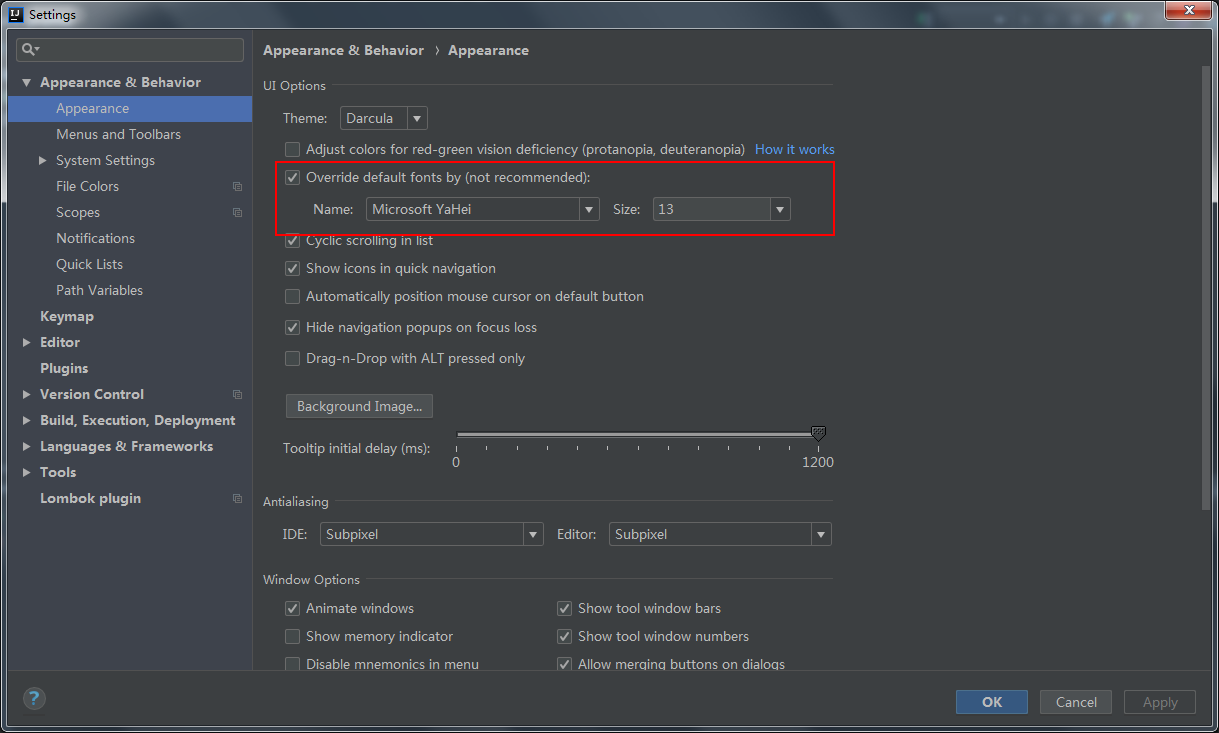 IJ Settings
Appearance & Behavior
Appearance
Menus and Toolbars
System Settings
File Colors
Scopes
Notifications
Quick Lists
Path Variables
Keymap
Editor
Plugins
Version Control
Build, Execution, Deployment
Languages & Frameworks
Tools
Lombok plugin
?
Appearance & Behavior › Appearance
UI Options
Theme: Darcula
Adjust colors for red-green vision deficiency (protanopia, deuteranopia) How it works
Override default fonts by (not recommended):
Name: Microsoft YaHei Size: 13
Cyclic scrolling in list
Show icons in quick navigation
Automatically position mouse cursor on default button
Hide navigation popups on focus loss
Drag-n-Drop with ALT pressed only
Background Image...
Tooltip initial delay (ms):
0 1200
Antialiasing
IDE: Subpixel Editor: Subpixel
Window Options
Animate windows Show tool window bars
Show memory indicator Show tool window numbers
Disable mnemonics in menu Allow merging buttons on dialogs
OK Cancel Apply